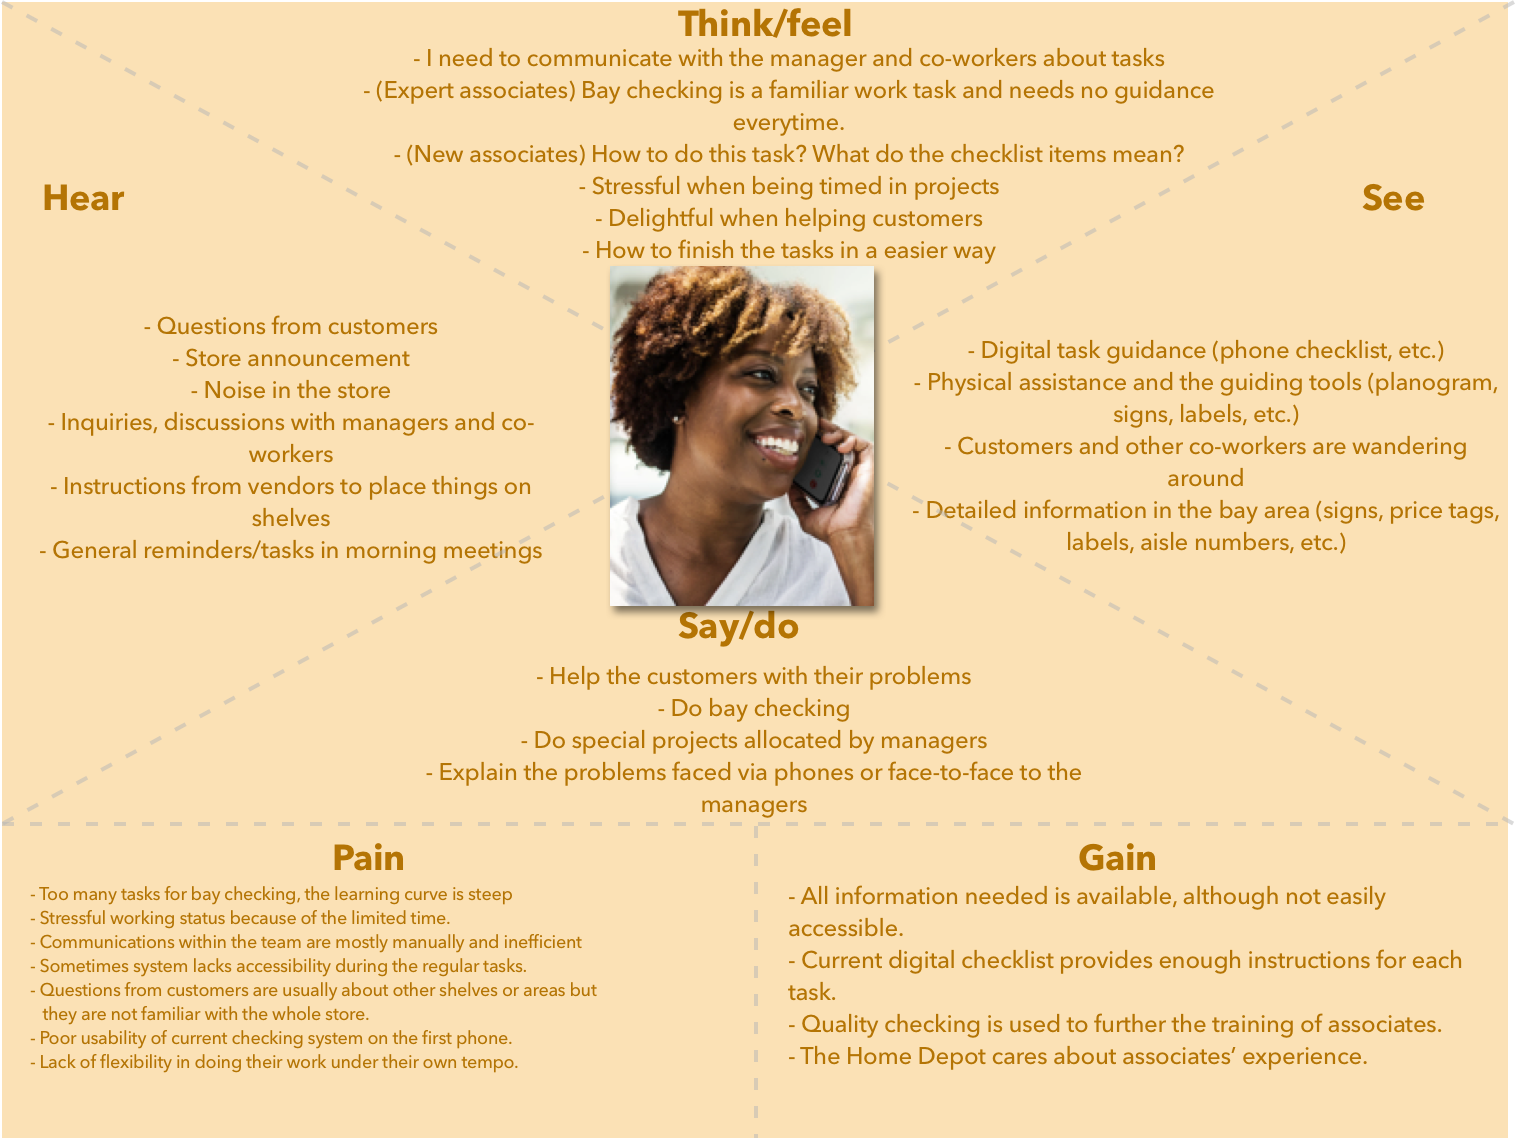 Think/feel
- I need to communicate with the manager and co-workers about tasks
- (Expert associates) Bay checking is a familiar work task and needs no guidance
everytime.
- (New associates) How to do this task? What do the checklist items mean?
- Stressful when being timed in projects
- Delightful when helping customers
- How to finish the tasks in a easier way
Hear
- Questions from customers
- Store announcement
- Noise in the store
- Inquiries, discussions with managers and co-
workers
- Instructions from vendors to place things on
shelves
- General reminders/tasks in morning meetings
See
- Digital task guidance (phone checklist, etc.)
- Physical assistance and the guiding tools (planogram,
signs, labels, etc.)
- Customers and other co-workers are wandering
around
- Detailed information in the bay area (signs, price tags,
labels, aisle numbers, etc.)
Say/do
- Help the customers with their problems
- Do bay checking
- Do special projects allocated by managers
- Explain the problems faced via phones or face-to-face to the
managers
Pain
- Too many tasks for bay checking, the learning curve is steep
- Stressful working status because of the limited time.
- Communications within the team are mostly manually and inefficient
- Sometimes system lacks accessibility during the regular tasks.
- Questions from customers are usually about other shelves or areas but
they are not familiar with the whole store.
- Poor usability of current checking system on the first phone.
- Lack of flexibility in doing their work under their own tempo.
Gain
- All information needed is available, although not easily
accessible.
- Current digital checklist provides enough instructions for each
task.
- Quality checking is used to further the training of associates.
- The Home Depot cares about associates’ experience.